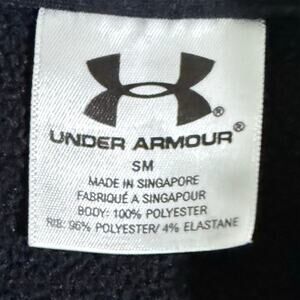 ®
UNDER ARMOUR®
SM
MADE IN SINGAPORE
FABRIQUÉ A SINGAPOUR
BODY: 100% POLYESTER
RIB: 96% POLYESTER/ 4% ELASTANE